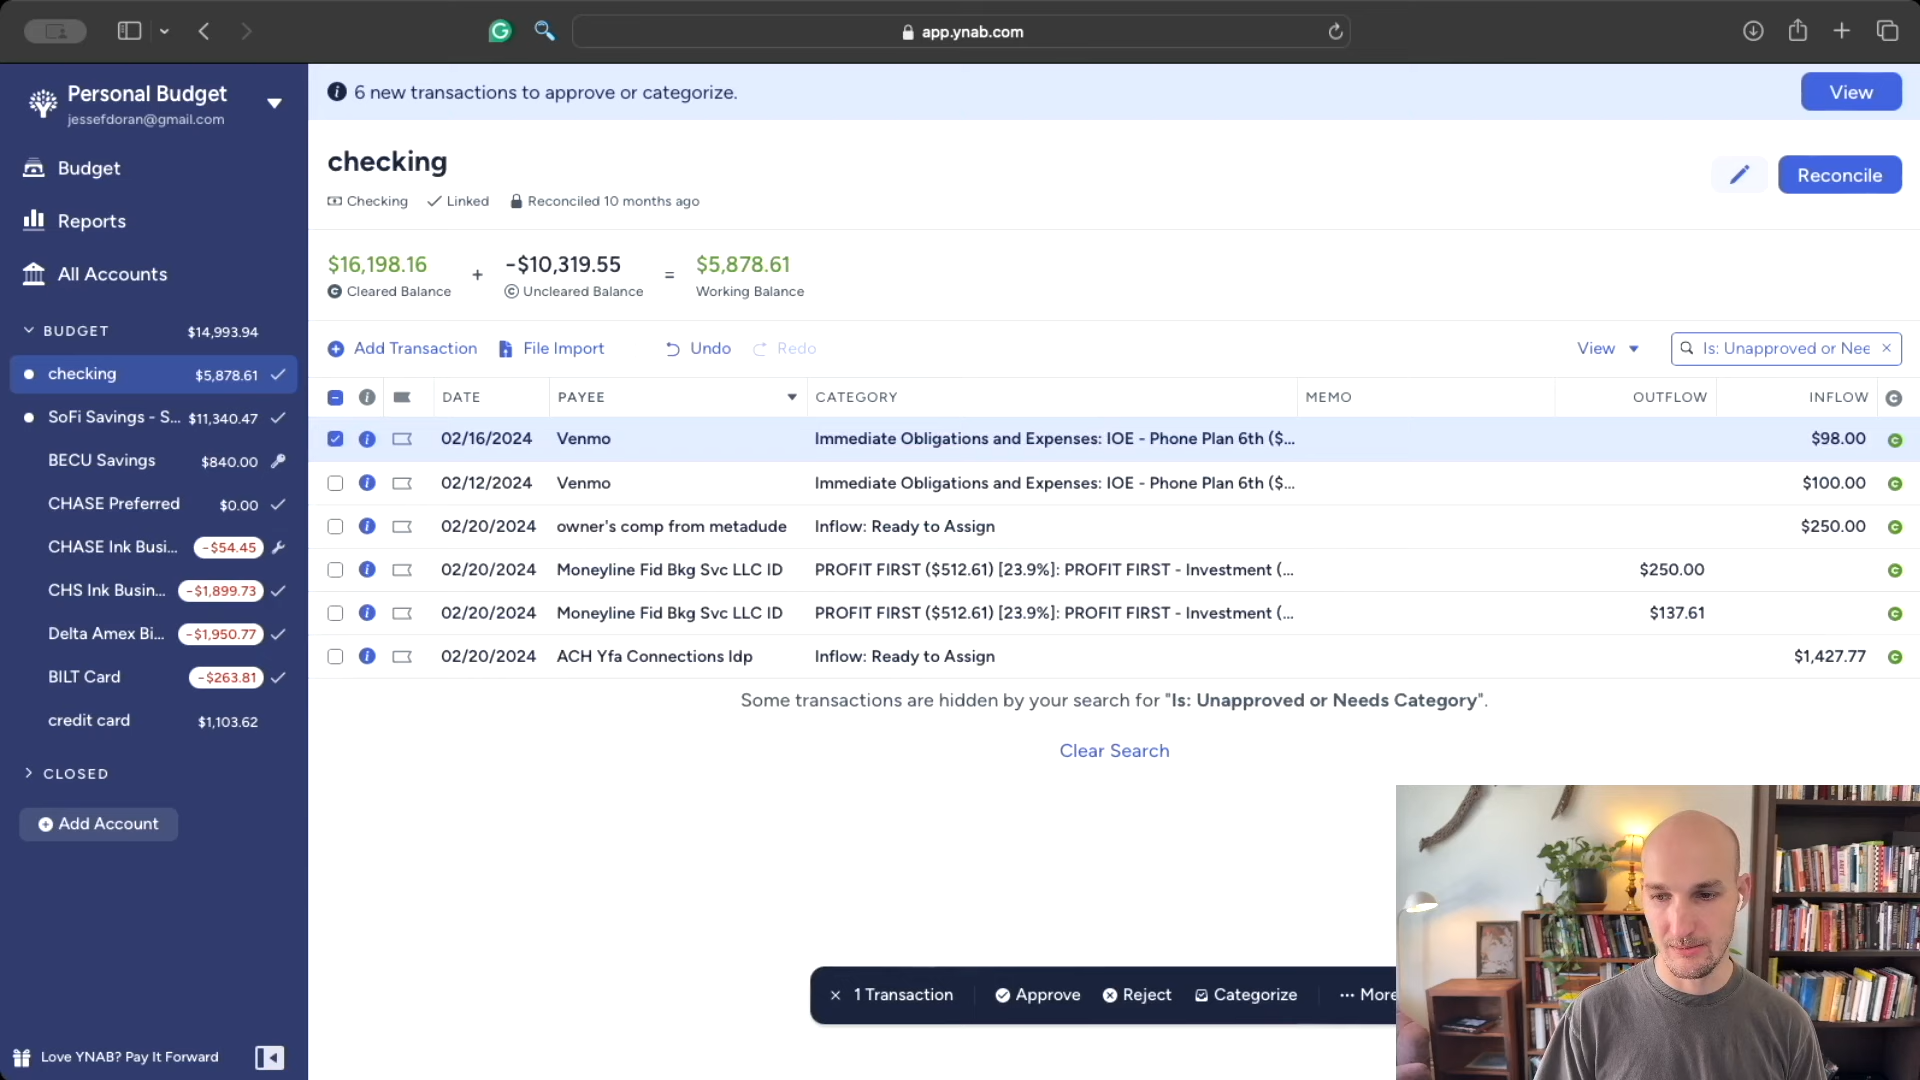 app.ynab.com
Personal Budget
jessefdoran@gmail.com
Budget
Reports
All Accounts
BUDGET $14,993.94
checking $5,878.61
SoFi Savings - S... $11,340.47
BECU Savings $840.00
CHASE Preferred $0.00
CHASE Ink Busi... -$54.45
CHS Ink Busin... -$1,899.73
Delta Amex Bi... -$1,950.77
BILT Card -$263.81
credit card $1,103.62
CLOSED
Add Account
Love YNAB? Pay It Forward
6 new transactions to approve or categorize.
View
checking
Checking Linked Reconciled 10 months ago
Reconcile
$16,198.16 + -$10,319.55 = $5,878.61
Cleared Balance Uncleared Balance Working Balance
Add Transaction File Import Undo Redo View Is: Unapproved or Nee
DATE PAYEE CATEGORY MEMO OUTFLOW INFLOW
02/16/2024 Venmo Immediate Obligations and Expenses: IOE - Phone Plan 6th ($... $98.00
02/12/2024 Venmo Immediate Obligations and Expenses: IOE - Phone Plan 6th ($... $100.00
02/20/2024 owner's comp from metadude Inflow: Ready to Assign $250.00
02/20/2024 Moneyline Fid Bkg Svc LLC ID PROFIT FIRST ($512.61) [23.9%]: PROFIT FIRST - Investment (... $250.00
02/20/2024 Moneyline Fid Bkg Svc LLC ID PROFIT FIRST ($512.61) [23.9%]: PROFIT FIRST - Investment (... $137.61
02/20/2024 ACH Yfa Connections Idp Inflow: Ready to Assign $1,427.77
Some transactions are hidden by your search for "Is: Unapproved or Needs Category".
Clear Search
1 Transaction Approve Reject Categorize More